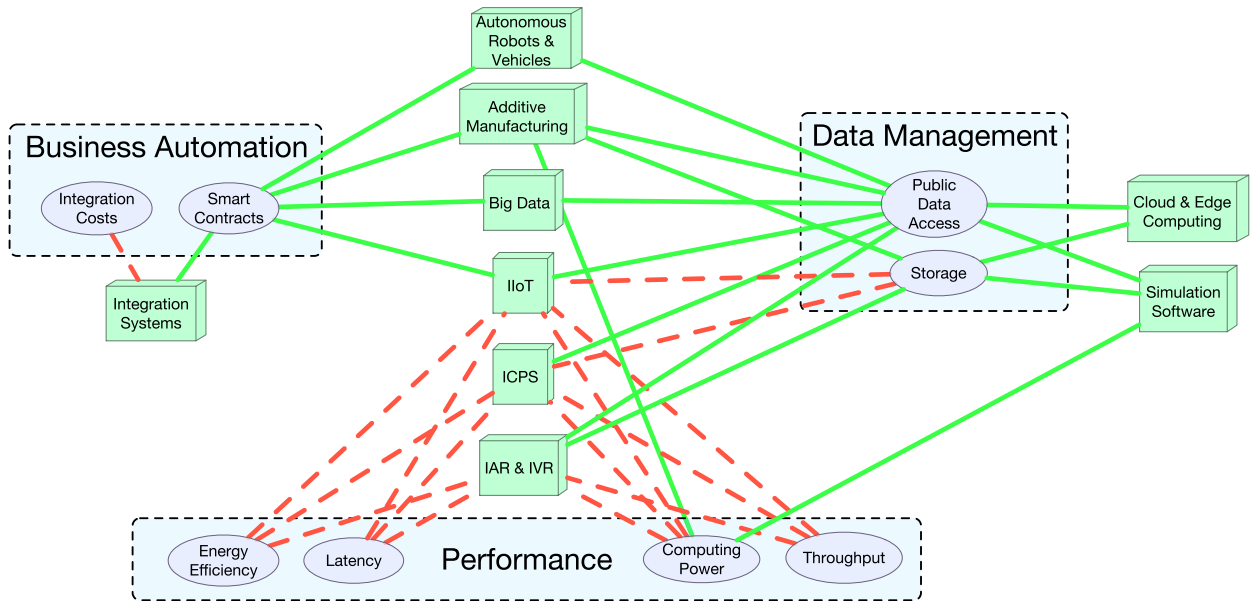 Autonomous
Robots &
Vehicles
Additive
Manufacturing
Business Automation
Data Management
Integration
Costs
Smart
Contracts
Big Data
Public
Data
Access
Cloud & Edge
Computing
Storage
IIoT
Integration
Systems
Simulation
Software
ICPS
IAR & IVR
Energy
Efficiency
Latency
Performance
Computing
Power
Throughput